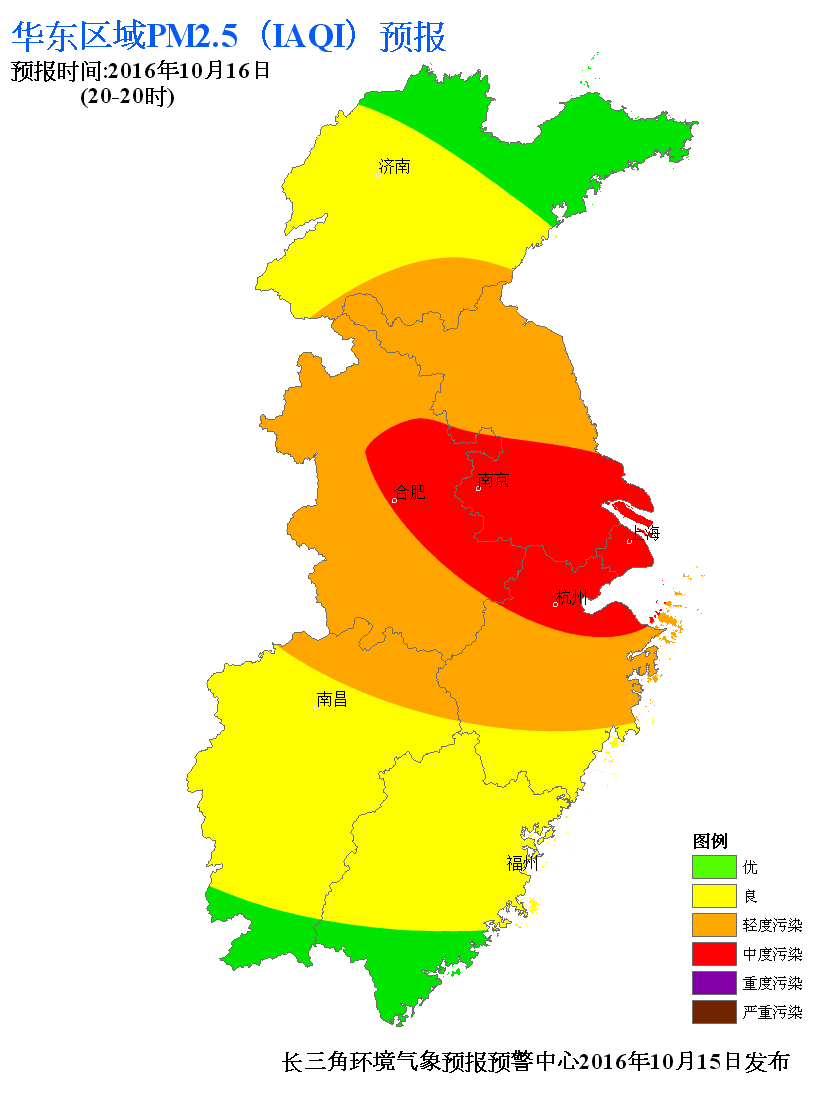 华东区域PM2.5（IAQI）预报
预报时间:2016年10月16日
(20-20时)
济南
南京
合肥
上海
杭州
南昌
福州
图例
优
良
轻度污染
中度污染
重度污染
严重污染
长三角环境气象预报预警中心2016年10月15日发布